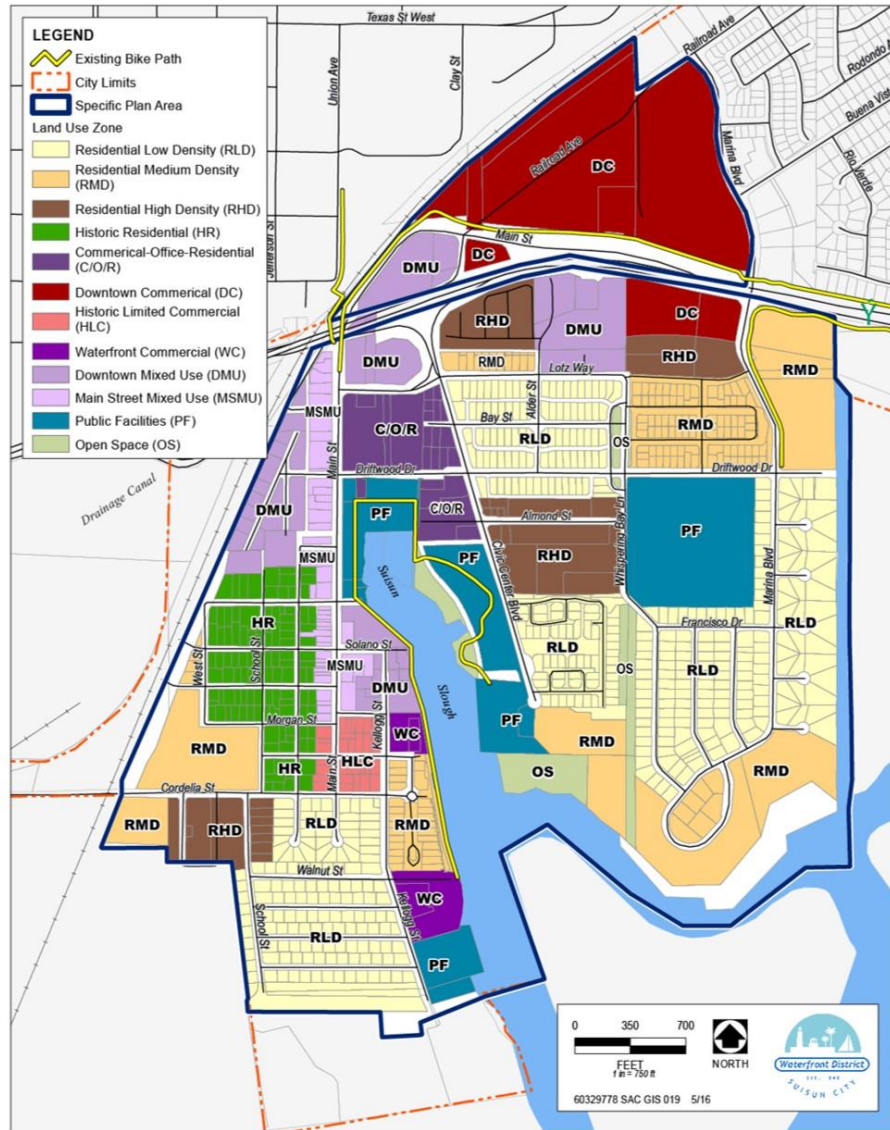 LEGEND
Existing Bike Path
City Limits
Specific Plan Area
Land Use Zone
Residential Low Density (RLD)
Residential Medium Density
(RMD)
Residential High Density (RHD)
Historic Residential (HR)
Commerical-Office-Residential
(C/O/R)
Downtown Commerical (DC)
Historic Limited Commercial
(HLC)
Waterfront Commercial (WC)
Downtown Mixed Use (DMU)
Main Street Mixed Use (MSMU)
Public Facilities (PF)
Open Space (OS)
Texas St West
Union Ave
Clay St
Railroad Ave
Rodondo
Buena Vista
Marina Blvd
Rio Verde
Railroad Ave
DC
Jefferson St
Main St
DC
DMU
RHD
DMU
DC
DMU
RMD
Lotz Way
RHD
RMD
MSMU
Main St
C/O/R
Bay St
Alder St
RLD
OS
RMD
Driftwood Dr
Driftwood Dr
Drainage Canal
DMU
PF
C/O/R
Almond St
Whispering Bay Ln
PF
MSMU
Suisun
PF
Civic Center Blvd
RHD
Marina Blvd
HR
West St
School St
Solano St
MSMU
DMU
Kellogg St
Slough
RLD
OS
Francisco Dr
RLD
RLD
Morgan St
WC
PF
RMD
RMD
HR
Main St
HLC
OS
RMD
Cordelia St
RMD
RHD
RLD
RMD
Walnut St
School St
RLD
Kellogg St
WC
PF
0 350 700
FEET
1 in = 750 ft
NORTH
Waterfront District
SUISUN CITY
60329778 SAC GIS 019 5/16